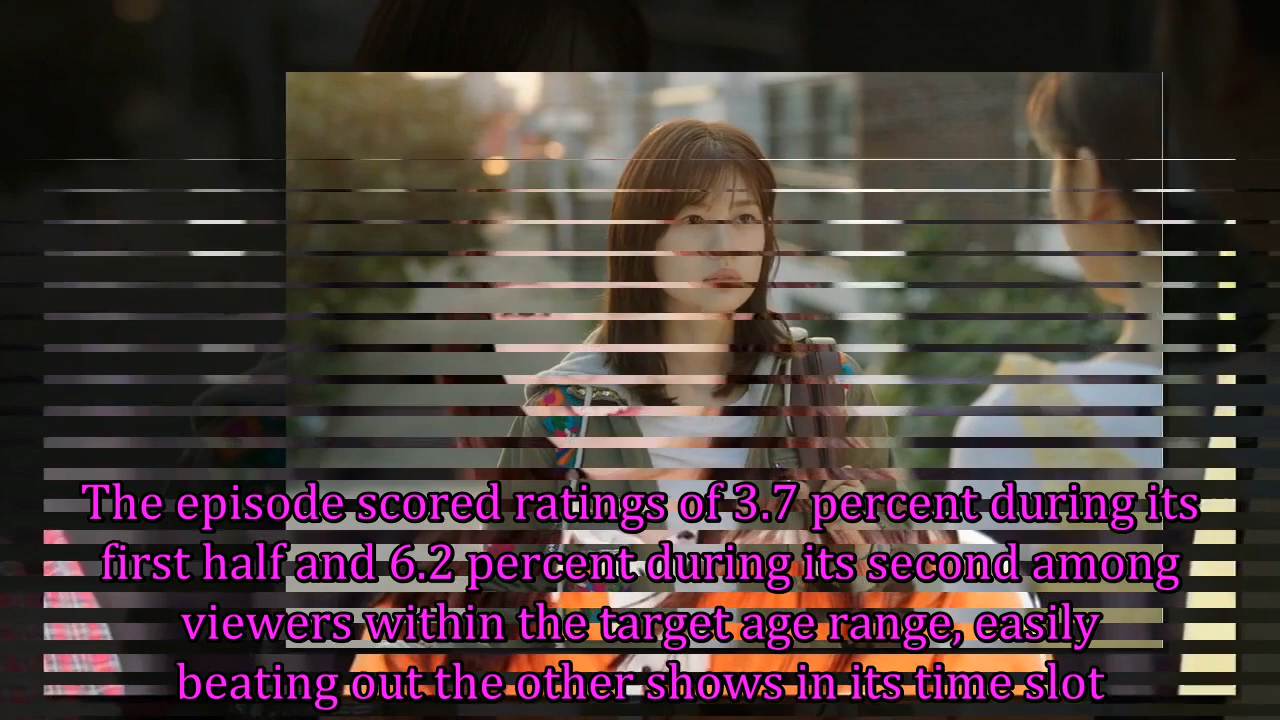 The episode scored ratings of 3.7 percent during its
first half and 6.2 percent during its second among
viewers within the target age range, easily
beating out the other shows in its time slot